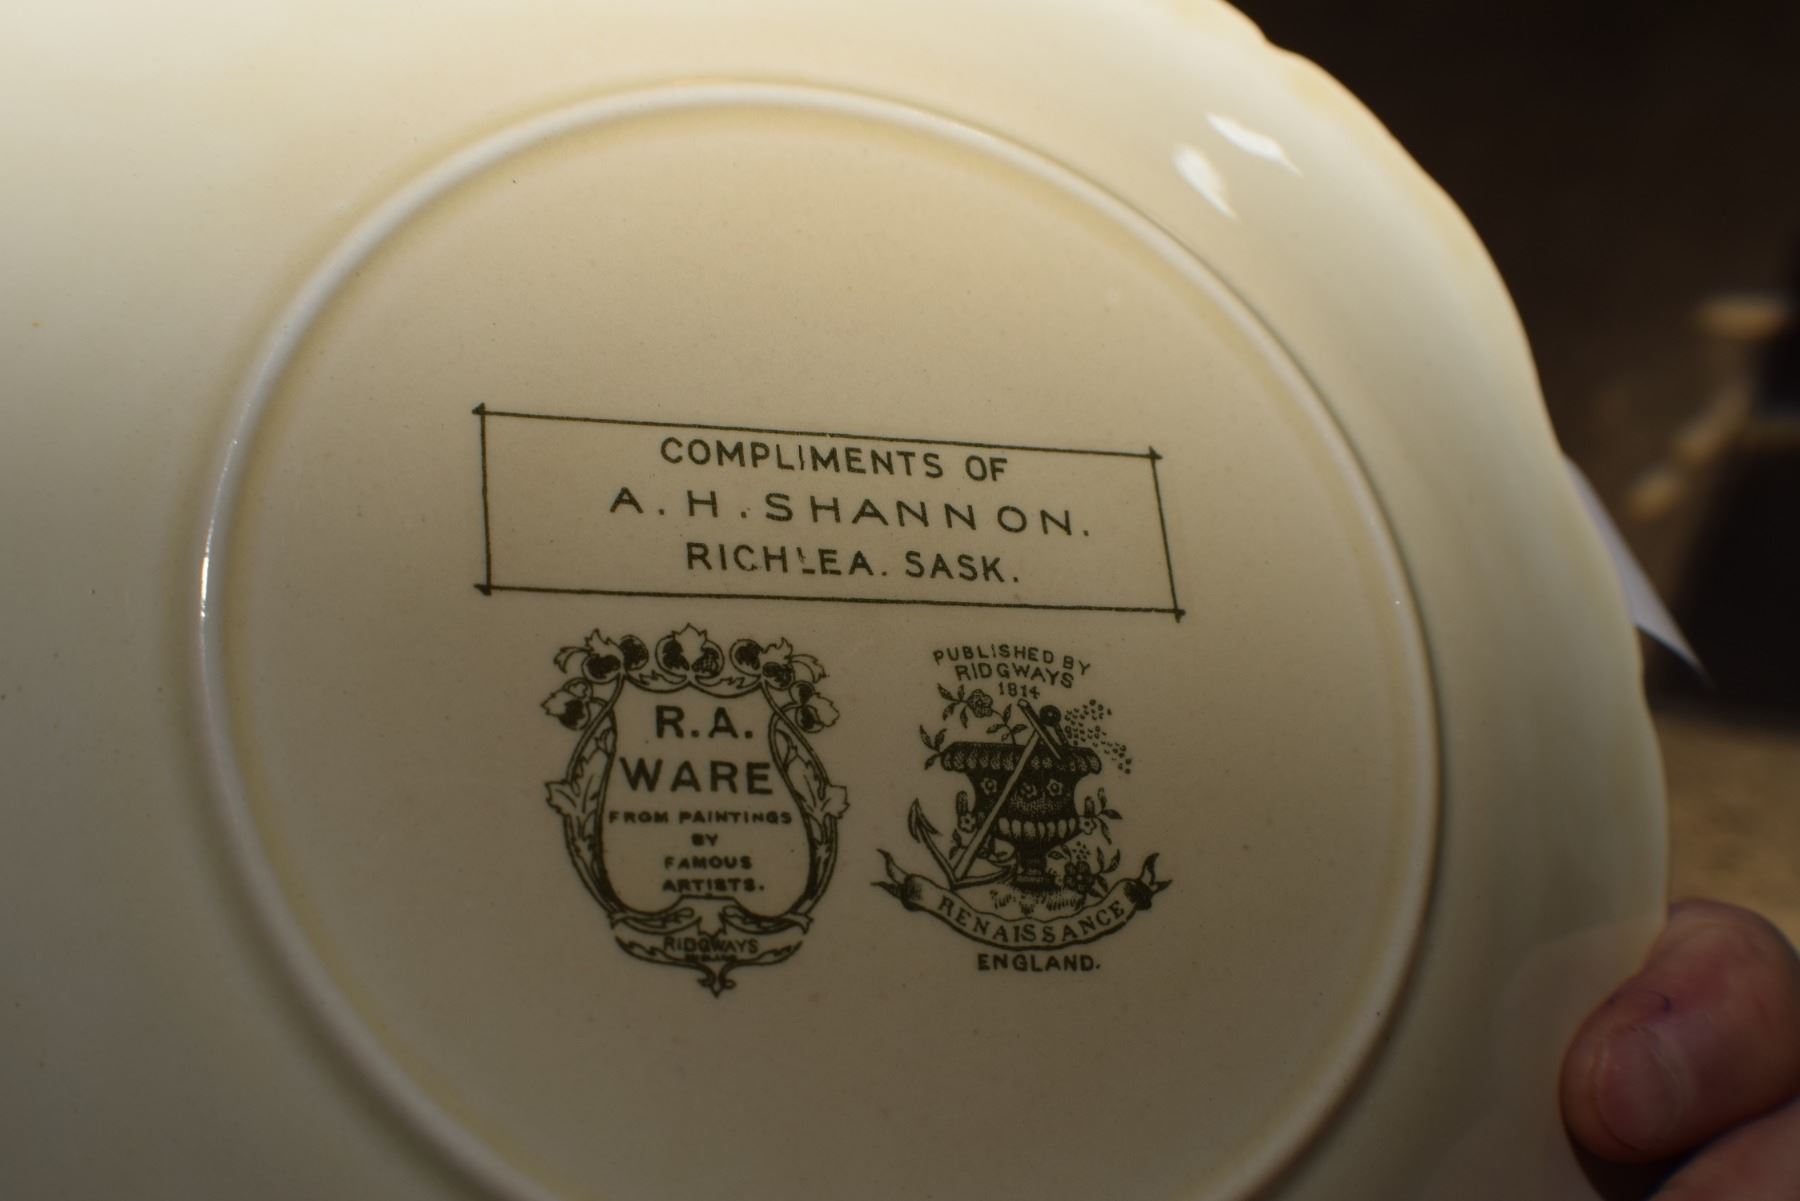 COMPLIMENTS OF
A. H. SHANNON.
RICHLEA. SASK.
R. A.
WARE
FROM PAINTINGS
BY
FAMOUS
ARTISTS.
RIDGWAYS
PUBLISHED BY
RIDGWAYS
1814
RENAISSANCE
ENGLAND.